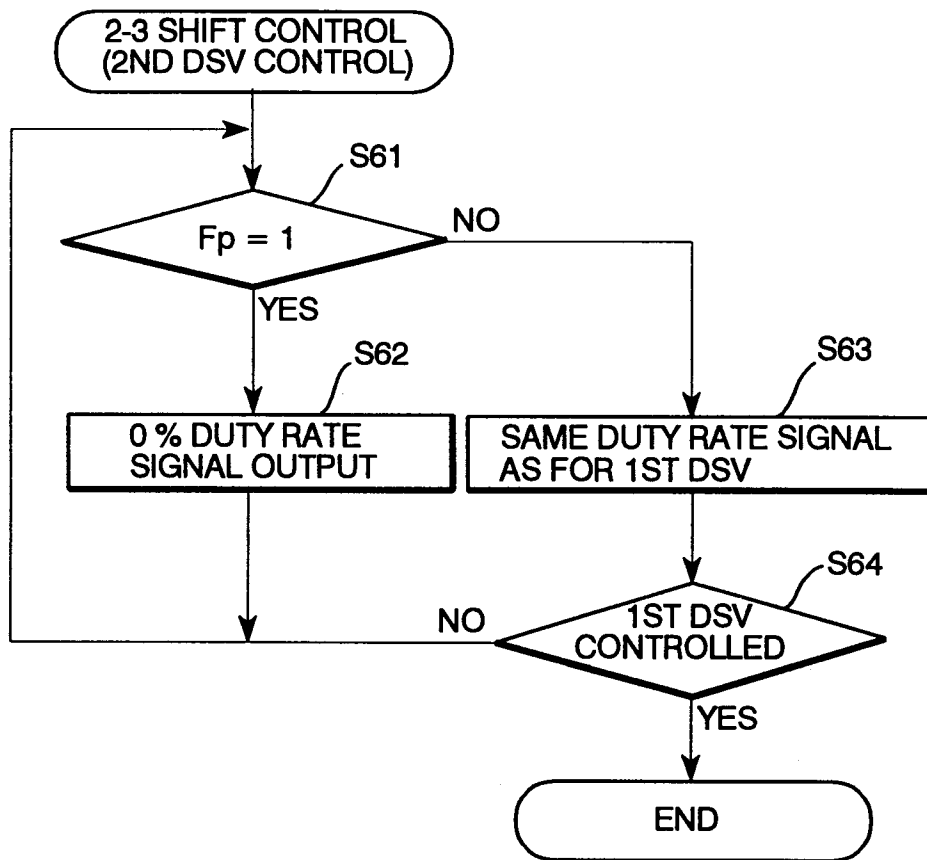 2-3 SHIFT CONTROL
(2ND DSV CONTROL)
S61
Fp = 1
NO
YES
S62
S63
0 % DUTY RATE
SIGNAL OUTPUT
SAME DUTY RATE SIGNAL
AS FOR 1ST DSV
S64
NO
1ST DSV
CONTROLLED
YES
END